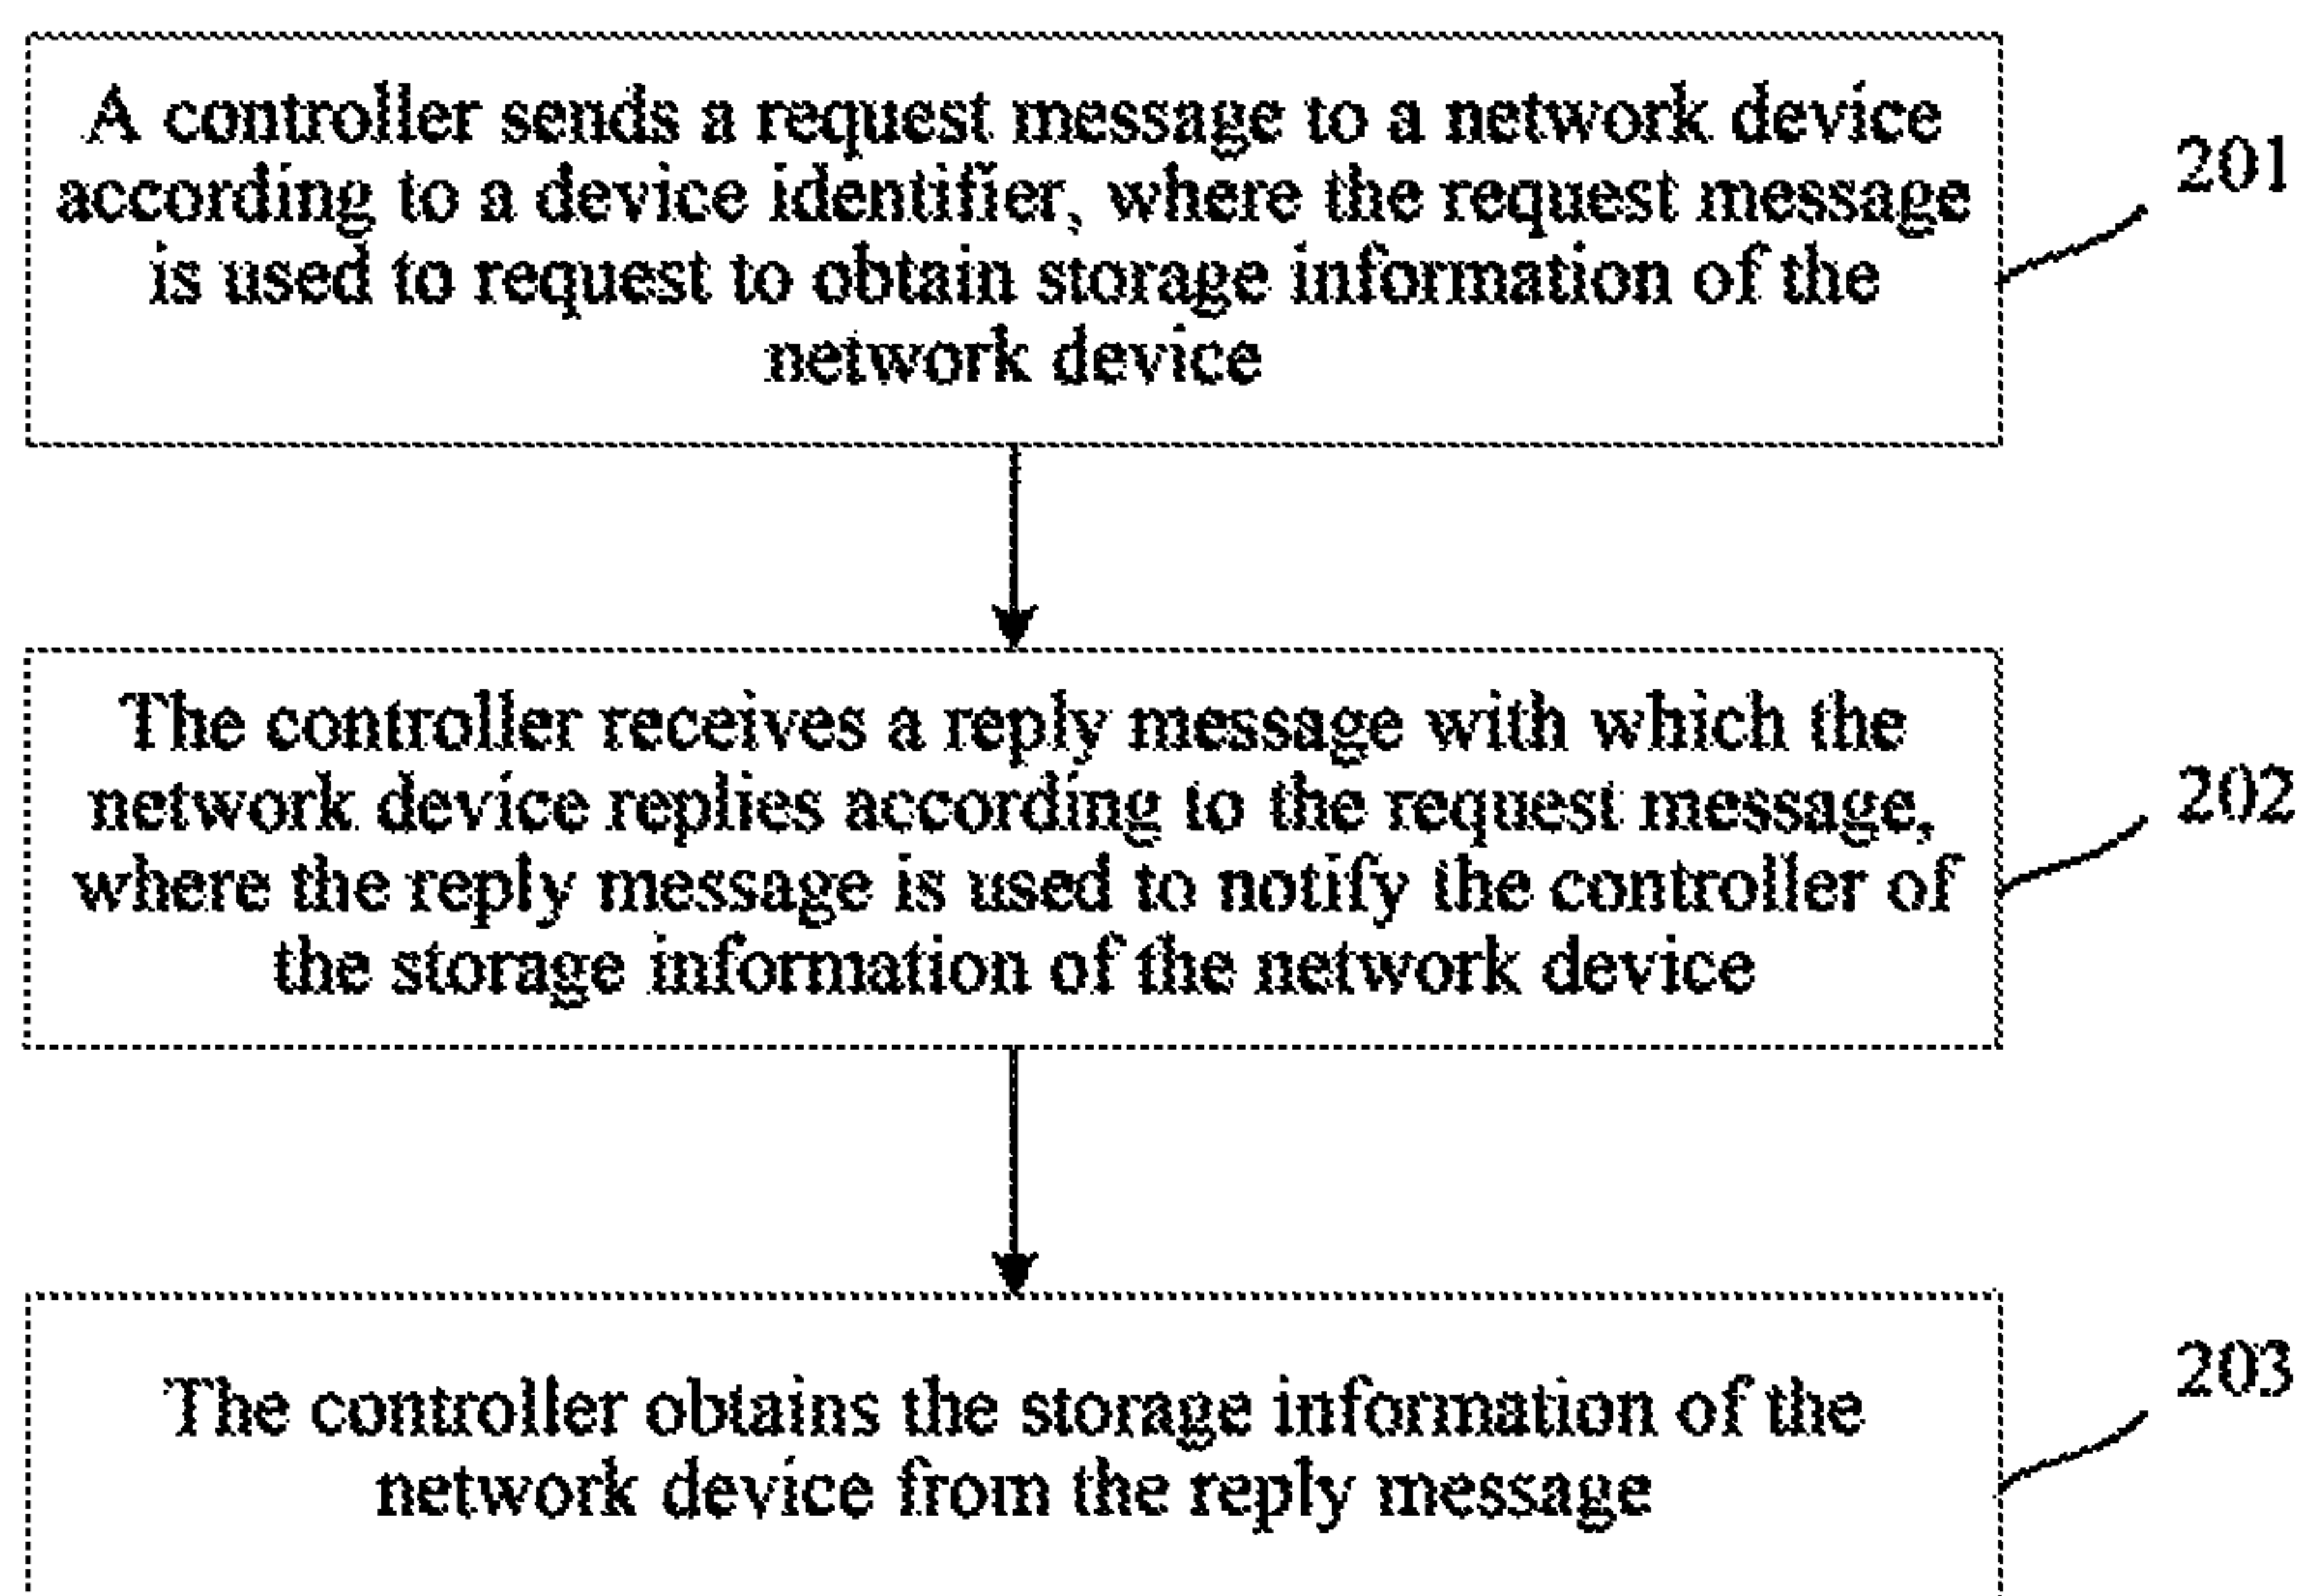 A controller sends a request message to a network device
according to a device identifier, where the request message
is used to request to obtain storage information of the
network device
201
The controller receives a reply message with which the
network device replies according to the request message,
where the reply message is used to notify the controller of
the storage information of the network device
202
The controller obtains the storage information of the
network device from the reply message
203